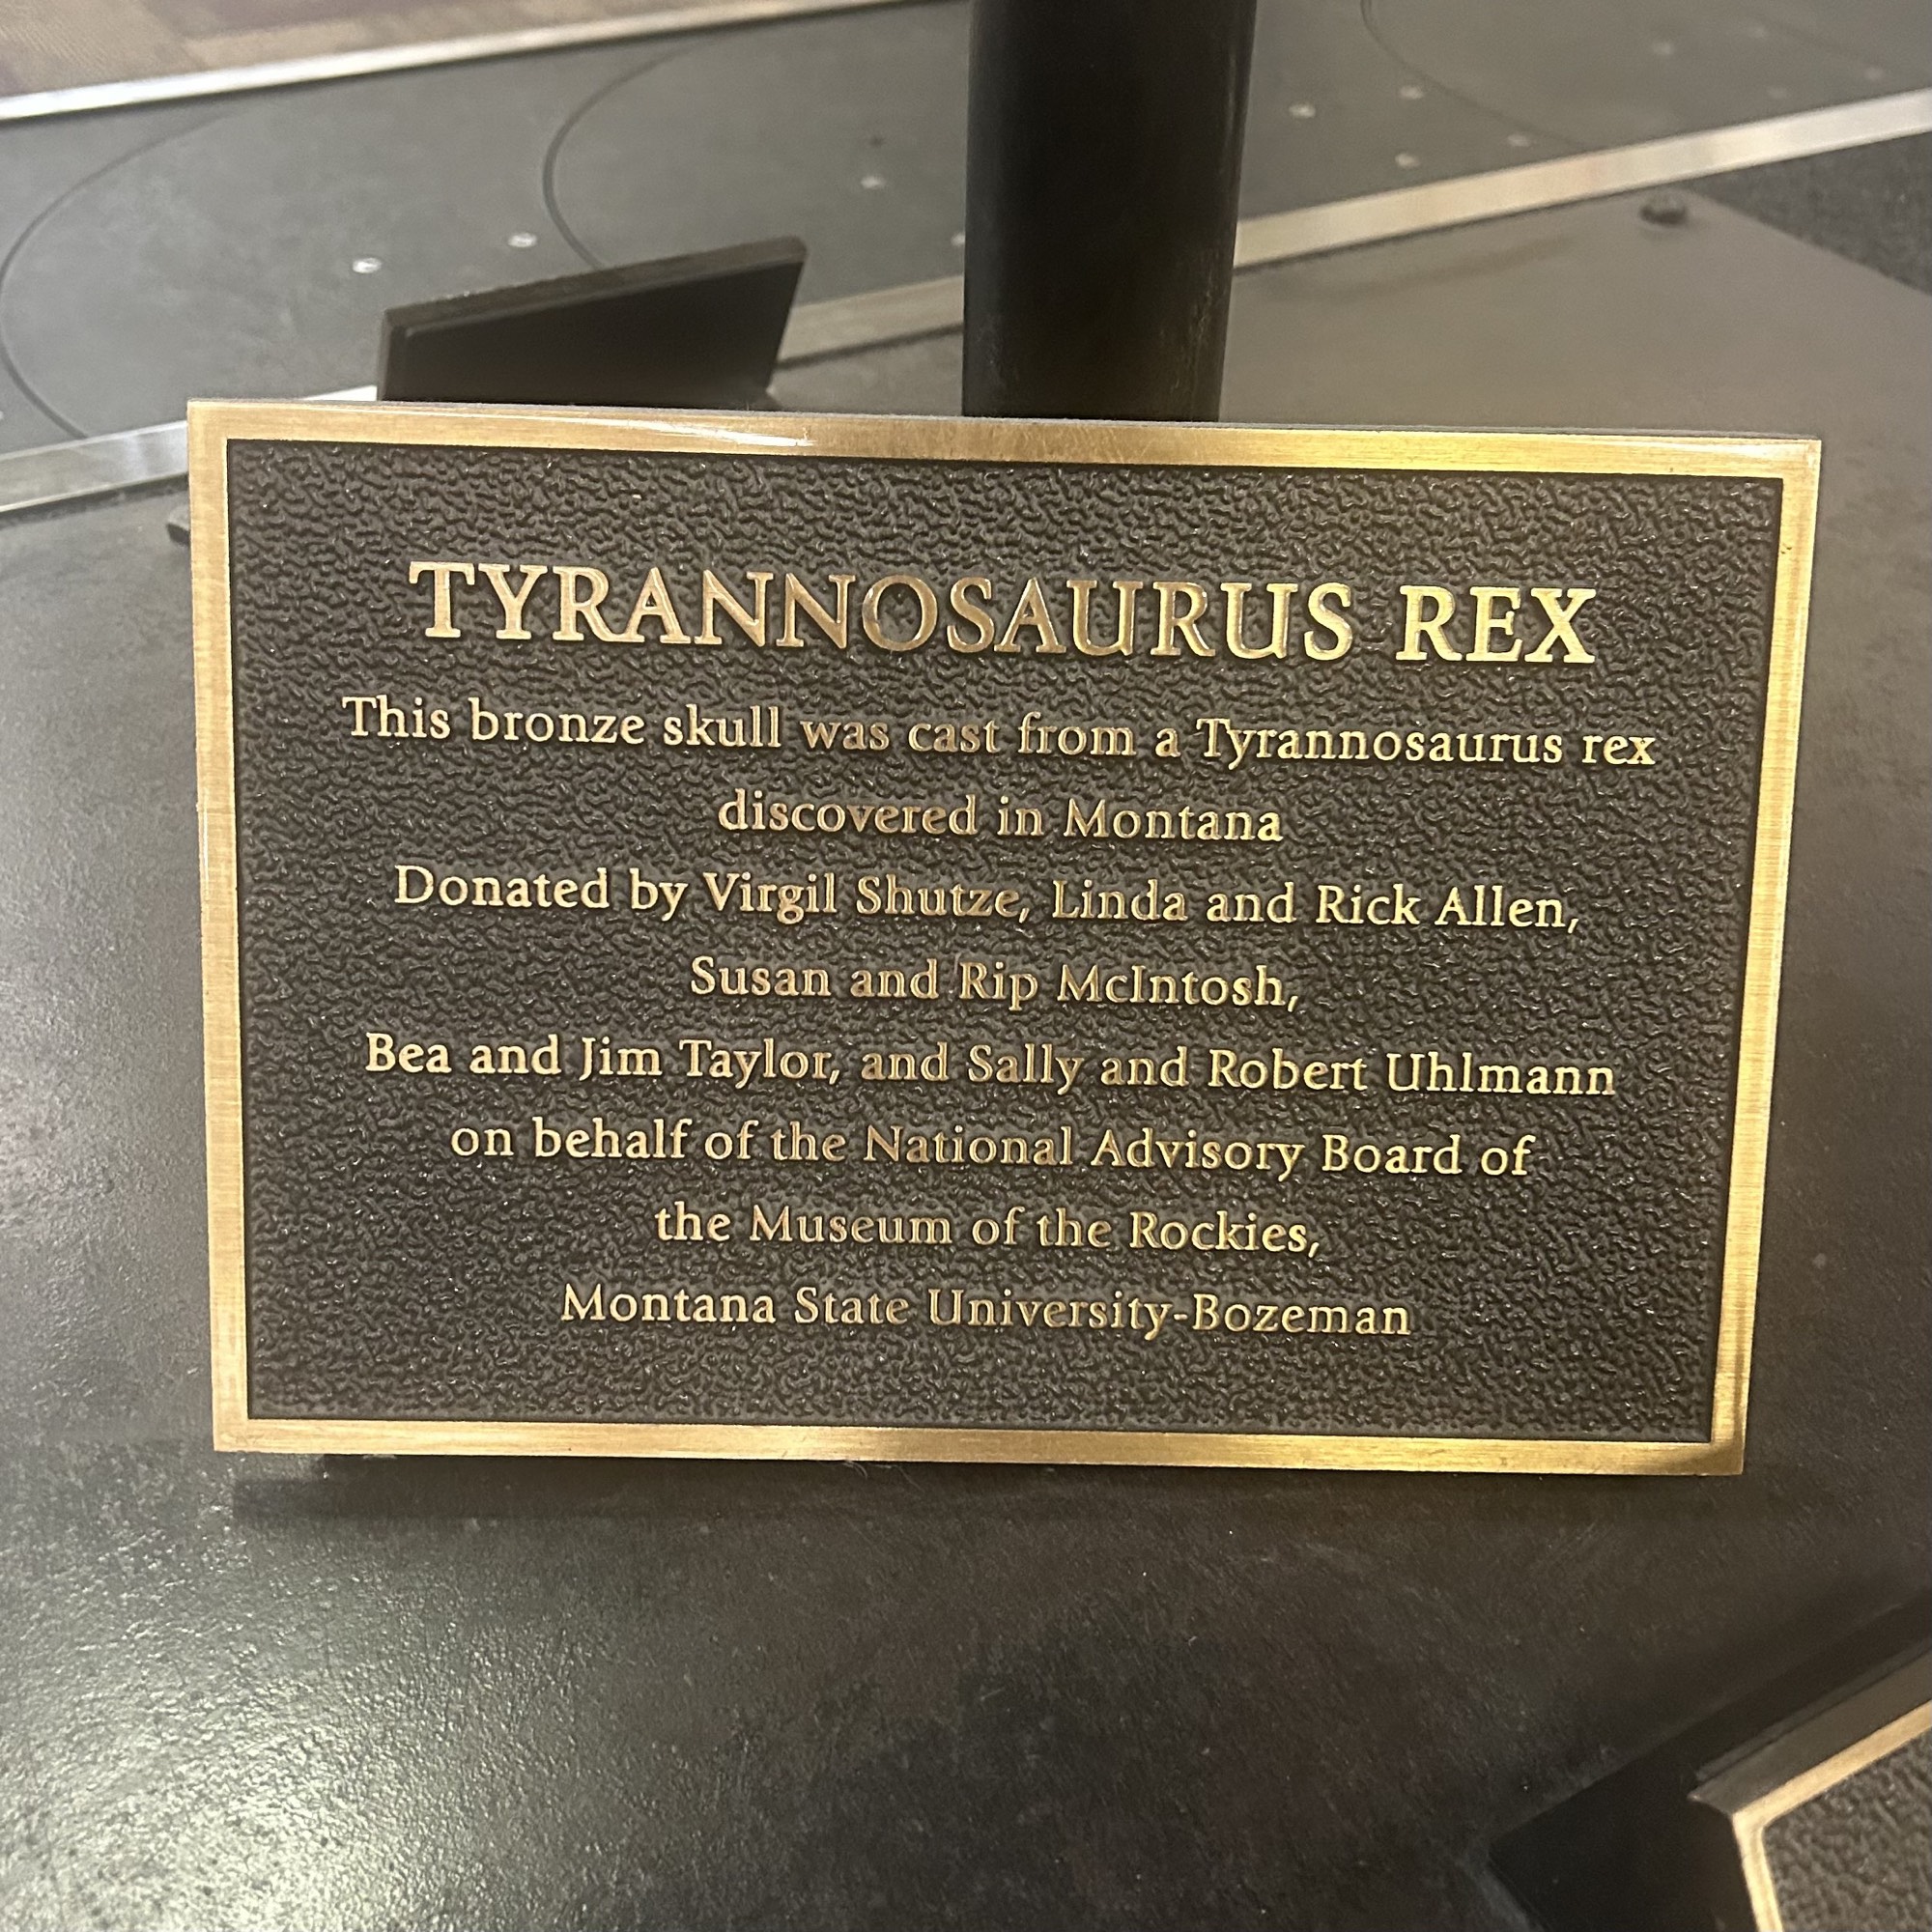 TYRANNOSAURUS REX
This bronze skull was cast from a Tyrannosaurus rex
discovered in Montana
Donated by Virgil Shutze, Linda and Rick Allen,
Susan and Rip McIntosh,
Bea and Jim Taylor, and Sally and Robert Uhlmann
on behalf of the National Advisory Board of
the Museum of the Rockies,
Montana State University-Bozeman